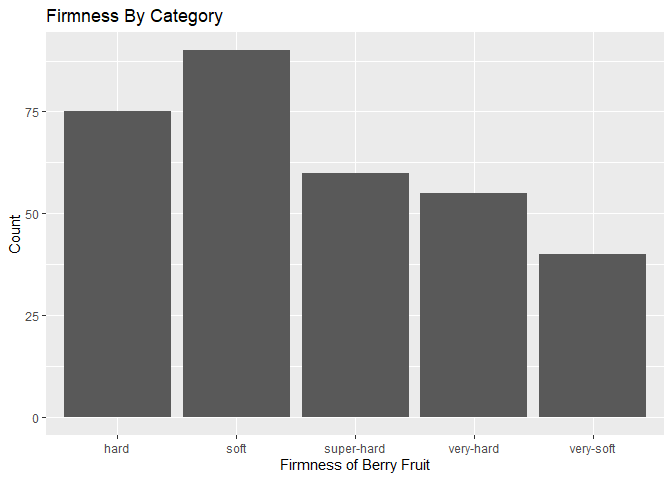 Firmness By Category
Count
75
50
25
0
hard soft super-hard very-hard very-soft
Firmness of Berry Fruit